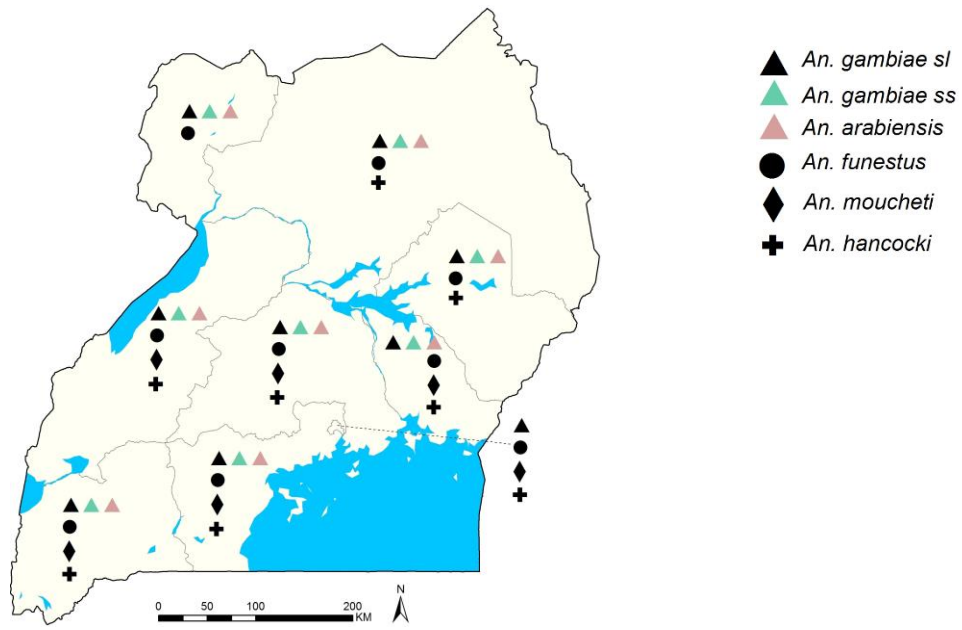 An. gambiae sl
An. gambiae ss
An. arabiensis
An. funestus
An. moucheti
An. hancocki
N
0 50 100 200
KM